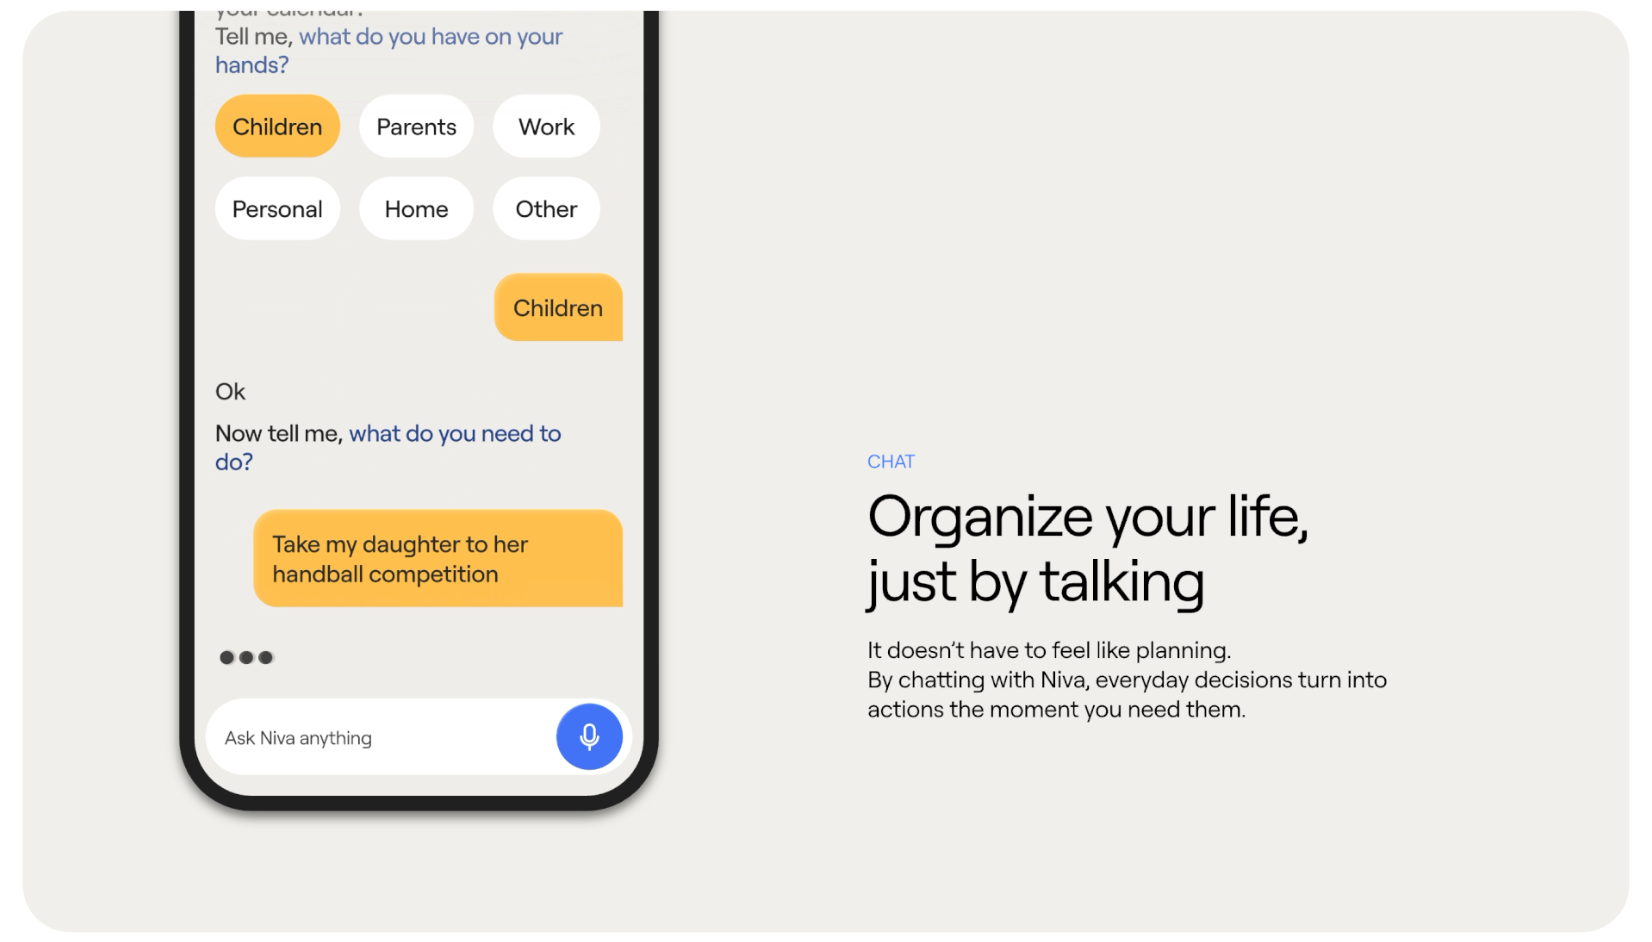 your calendar?
Tell me, what do you have on your
hands?
Children
Parents
Work
Personal
Home
Other
Children
Ok
Now tell me, what do you need to
do?
Take my daughter to her
handball competition
Ask Niva anything
CHAT
Organize your life,
just by talking
It doesn’t have to feel like planning.
By chatting with Niva, everyday decisions turn into
actions the moment you need them.